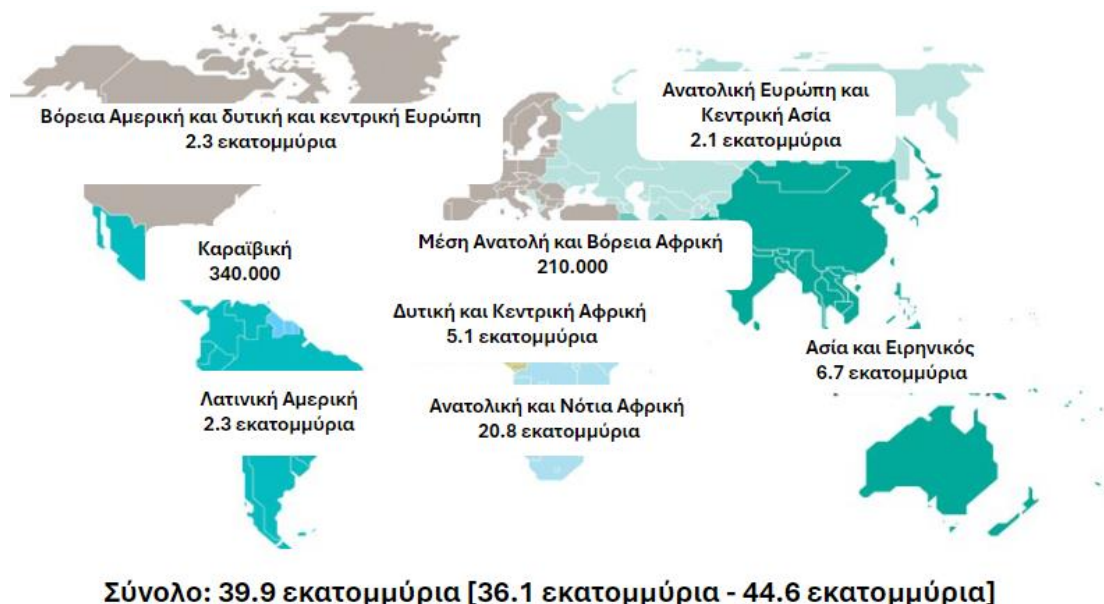 Βόρεια Αμερική και δυτική και κεντρική Ευρώπη
2.3 εκατομμύρια
Ανατολική Ευρώπη και
Κεντρική Ασία
2.1 εκατομμύρια
Καραϊβική
340.000
Μέση Ανατολή και Βόρεια Αφρική
210.000
Δυτική και Κεντρική Αφρική
5.1 εκατομμύρια
Ασία και Ειρηνικός
6.7 εκατομμύρια
Λατινική Αμερική
2.3 εκατομμύρια
Ανατολική και Νότια Αφρική
20.8 εκατομμύρια
Σύνολο: 39.9 εκατομμύρια [36.1 εκατομμύρια - 44.6 εκατομμύρια]